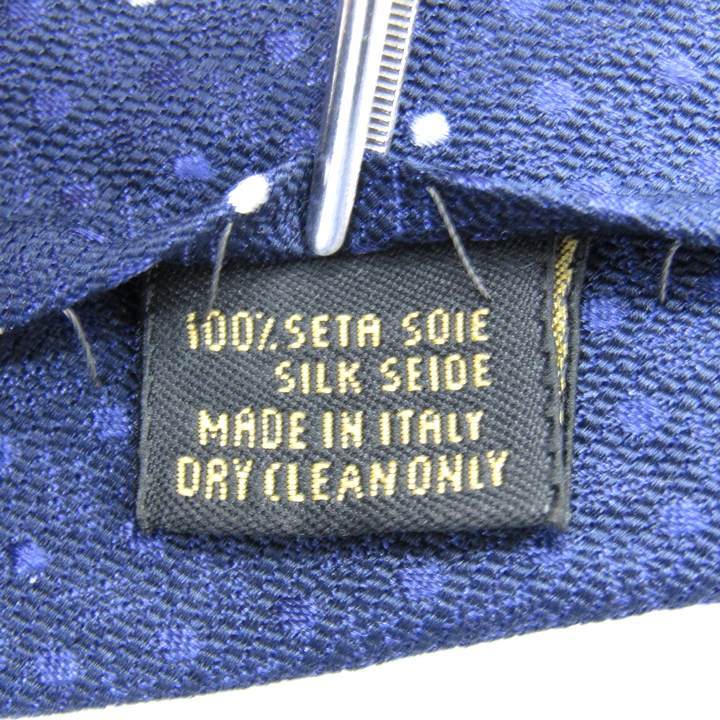 100% SETA SOIE
SILK SEIDE
MADE IN ITALY
DRY CLEAN ONLY